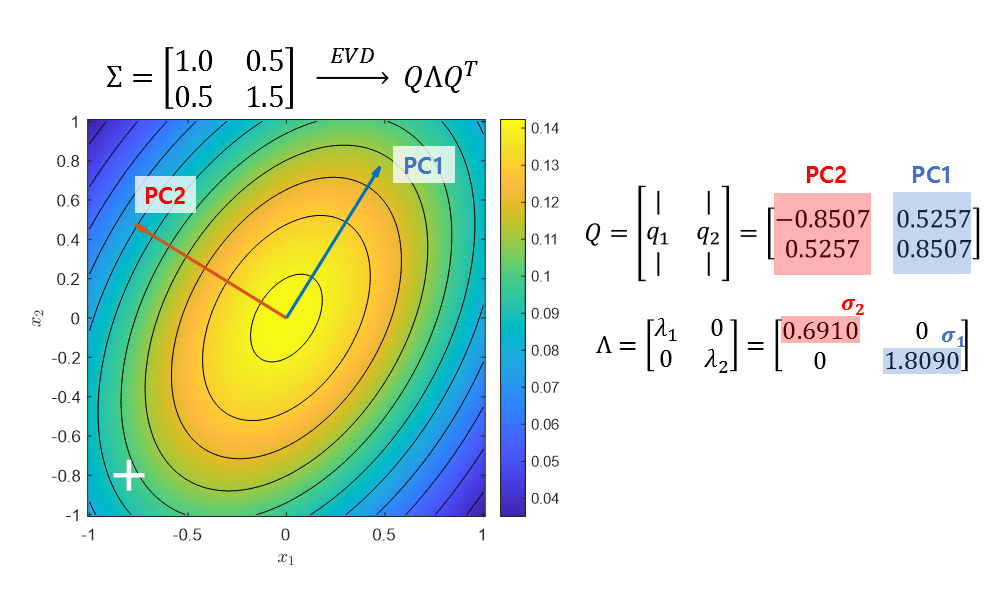 Σ = [1.0 0.5
0.5 1.5] EVD → QΛQᵀ
PC1
PC2
1
0.8
0.6
0.4
0.2
0
-0.2
-0.4
-0.6
-0.8
-1
x₂
-1 -0.5 0 0.5 1
x₁
0.14
0.13
0.12
0.11
0.1
0.09
0.08
0.07
0.06
0.05
0.04
PC2 PC1
Q = [| |
q₁ q₂
| |] = [−0.8507 0.5257
0.5257 0.8507]
σ₂
σ₁
Λ = [λ₁ 0
0 λ₂] = [0.6910 0
0 1.8090]